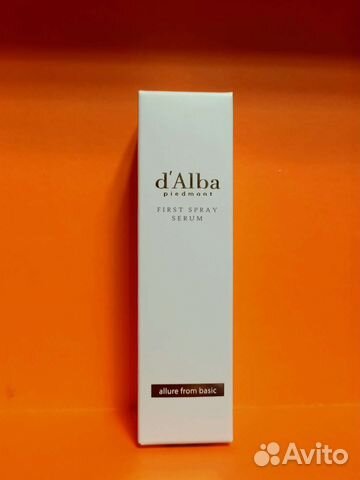 d'Alba
piedmont
FIRST SPRAY
SERUM
allure from basic
Avito